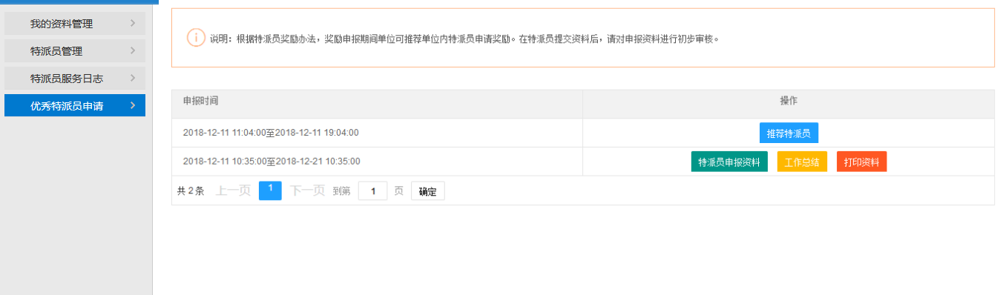 我的资料管理
特派员管理
特派员服务日志
优秀特派员申请
说明：根据特派员奖励办法，奖励申报期间单位可推荐单位内特派员申请奖励。在特派员提交资料后，请对申报资料进行初步审核。
申报时间 操作
2018-12-11 11:04:00至2018-12-11 19:04:00 推荐特派员
2018-12-11 10:35:00至2018-12-21 10:35:00 特派员申报资料 工作总结 打印资料
共 2 条 上一页 1 下一页 到第 1 页 确定